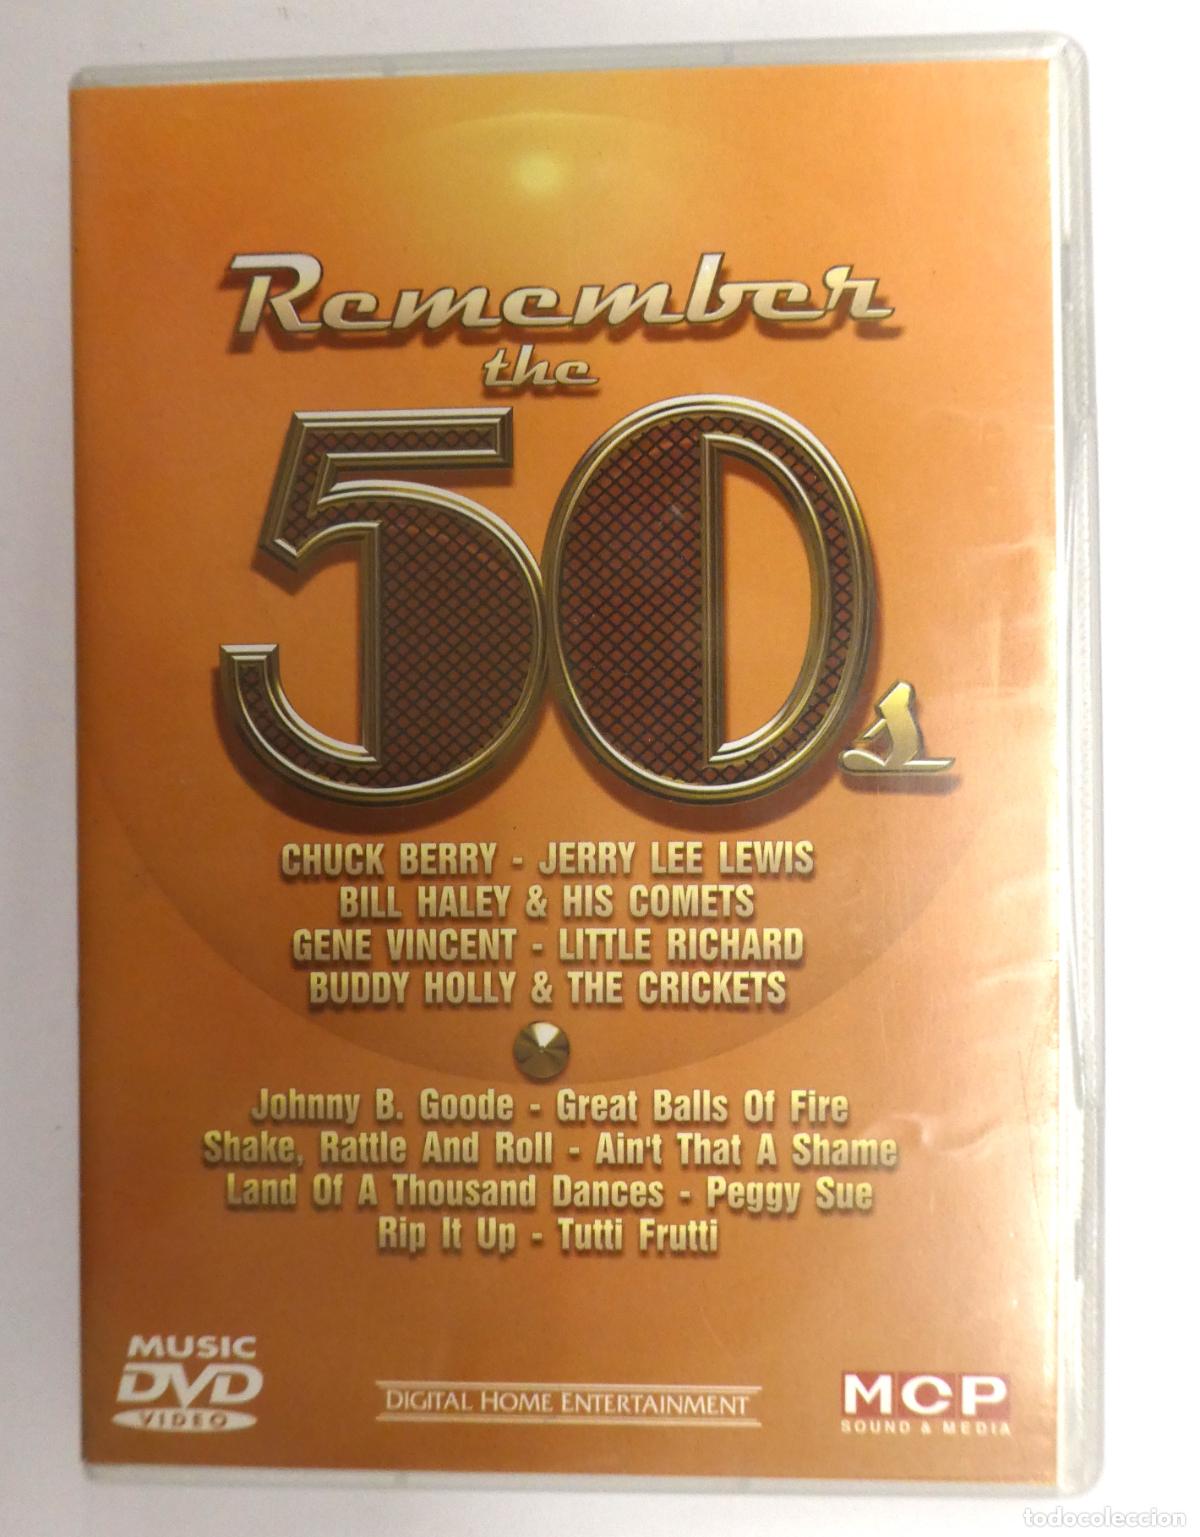 Remember
the
50s
CHUCK BERRY - JERRY LEE LEWIS
BILL HALEY & HIS COMETS
GENE VINCENT - LITTLE RICHARD
BUDDY HOLLY & THE CRICKETS
Johnny B. Goode - Great Balls Of Fire
Shake, Rattle And Roll - Ain't That A Shame
Land Of A Thousand Dances - Peggy Sue
Rip It Up - Tutti Frutti
MUSIC
DVD
VIDEO
DIGITAL HOME ENTERTAINMENT
MCP
SOUND & MEDIA
todocoleccion